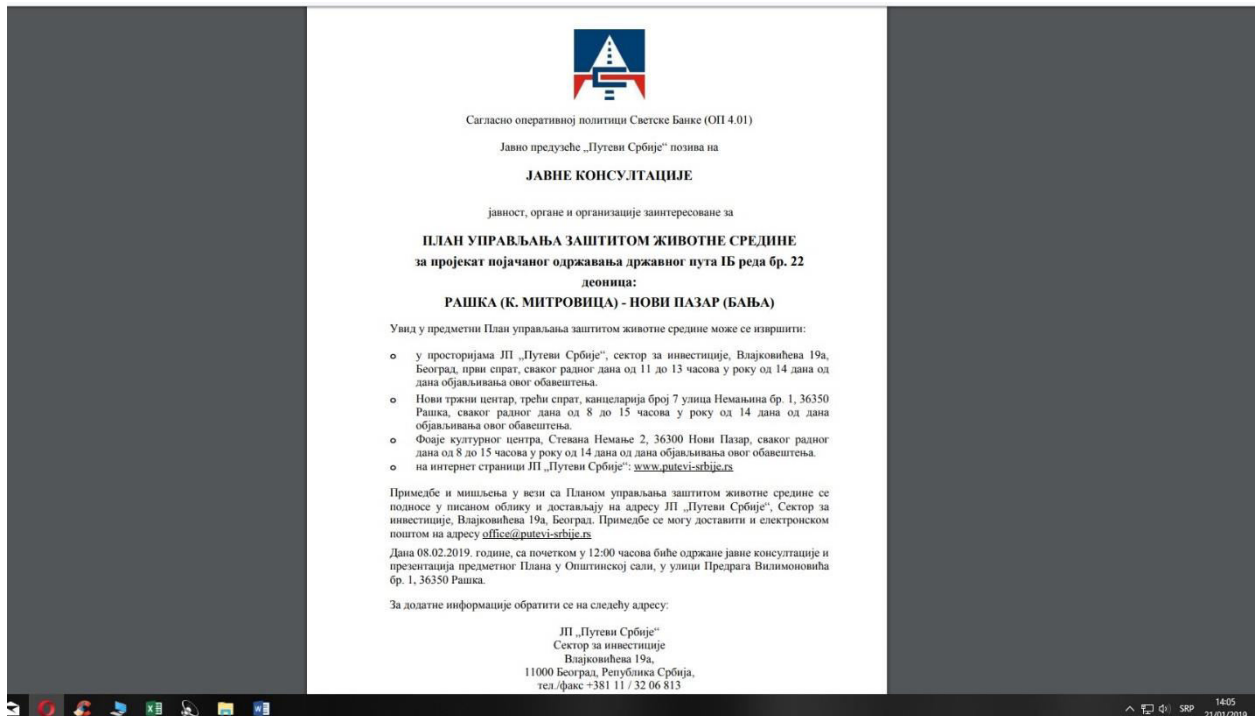 Сагласно оперативној политици Светске Банке (ОП 4.01)
Јавно предузеће „Путеви Србије“ позива на
ЈАВНЕ КОНСУЛТАЦИЈЕ
јавност, органе и организације заинтересоване за
ПЛАН УПРАВЉАЊА ЗАШТИТОМ ЖИВОТНЕ СРЕДИНЕ
за пројекат појачаног одржавања државног пута IБ реда бр. 22
деоница:
РАШКА (К. МИТРОВИЦА) - НОВИ ПАЗАР (БАЊА)
Увид у предметни План управљања заштитом животне средине може се извршити:
о у просторијама ЈП „Путеви Србије“, сектор за инвестиције, Влајковићева 19а,
Београд, први спрат, сваког радног дана од 11 до 13 часова у року од 14 дана од
дана објављивања овог обавештења.
о Нови тржни центар, трећи спрат, канцеларија број 7 улица Немањина бр. 1, 36350
Рашка, сваког радног дана од 8 до 15 часова у року од 14 дана од дана
објављивања овог обавештења.
о Фоаје културног центра, Стевана Немање 2, 36300 Нови Пазар, сваког радног
дана од 8 до 15 часова у року од 14 дана од дана објављивања овог обавештења.
о на интернет страници ЈП „Путеви Србије“: www.putevi-srbije.rs
Примедбе и мишљења у вези са Планом управљања заштитом животне средине се
подносе у писаном облику и достављају на адресу ЈП „Путеви Србије“, Сектор за
инвестиције, Влајковићева 19а, Београд. Примедбе се могу доставити и електронском
поштом на адресу office@putevi-srbije.rs
Дана 08.02.2019. године, са почетком у 12:00 часова биће одржане јавне консултације и
презентација предметног Плана у Општинској сали, у улици Предрага Вилимоновића
бр. 1, 36350 Рашка.
За додатне информације обратити се на следећу адресу:
ЈП „Путеви Србије“
Сектор за инвестиције
Влајковићева 19а,
11000 Београд, Република Србија,
тел./факс +381 11 / 32 06 813
SRP
14:05
21/01/2019